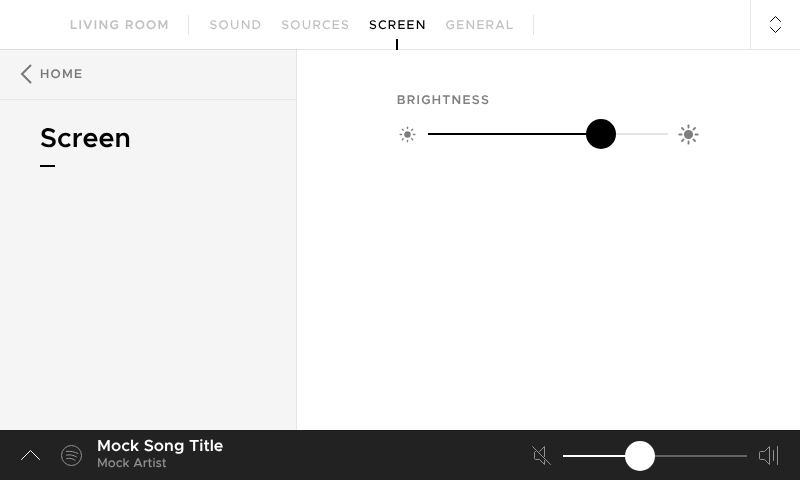 LIVING ROOM SOUND SOURCES SCREEN GENERAL
HOME
Screen
BRIGHTNESS
Mock Song Title
Mock Artist